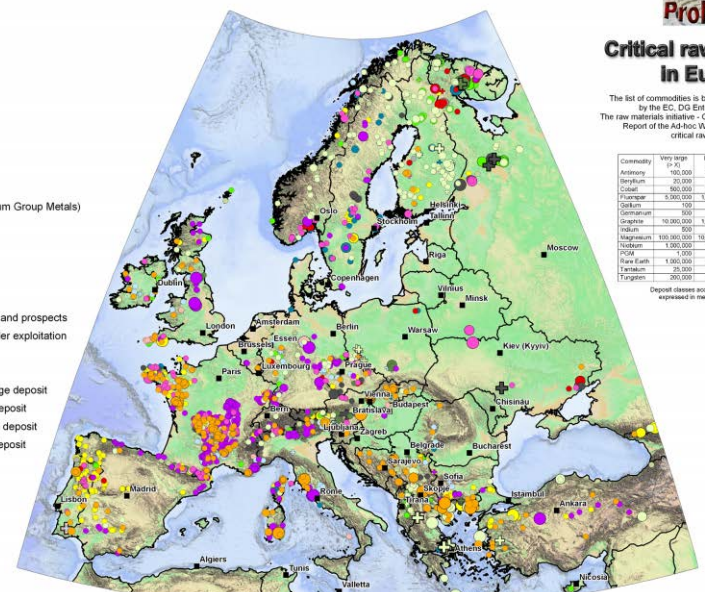 Critical raw
in Eu
The list of commodities is b
by the EC, DG Ent
The raw materials initiative - C
Report of the Ad-hoc W
critical raw
Commodity Very large
(> X)
Antimony 100,000
Beryllium 20,000
Cobalt 500,000
Fluorspar 5,000,000
Gallium 100
Germanium 500
Graphite 10,000,000
Indium 500
Magnesium 100,000,000
Niobium 1,000,000
PGM 1,000
Rare Earth 1,000,000
Tantalum 25,000
Tungsten 200,000
Deposit classes acc
expressed in me
m Group Metals)
and prospects
er exploitation
ge deposit
eposit
deposit
eposit
Oslo
Stockholm
Helsinki
Tallinn
Riga
Moscow
Copenhagen
Vilnius
Minsk
Dublin
London
Amsterdam
Berlin
Warsaw
Brussels
Essen
Kiev (Kyyiv)
Paris
Luxembourg
Prague
Vienna
Bratislava
Budapest
Chisinau
Bern
Ljubljana
Zagreb
Belgrade
Bucharest
Sarajevo
Sofia
Skopje
Tirana
Istambul
Ankara
Madrid
Lisbon
Rome
Athens
Algiers
Tunis
Valletta
Nicosia